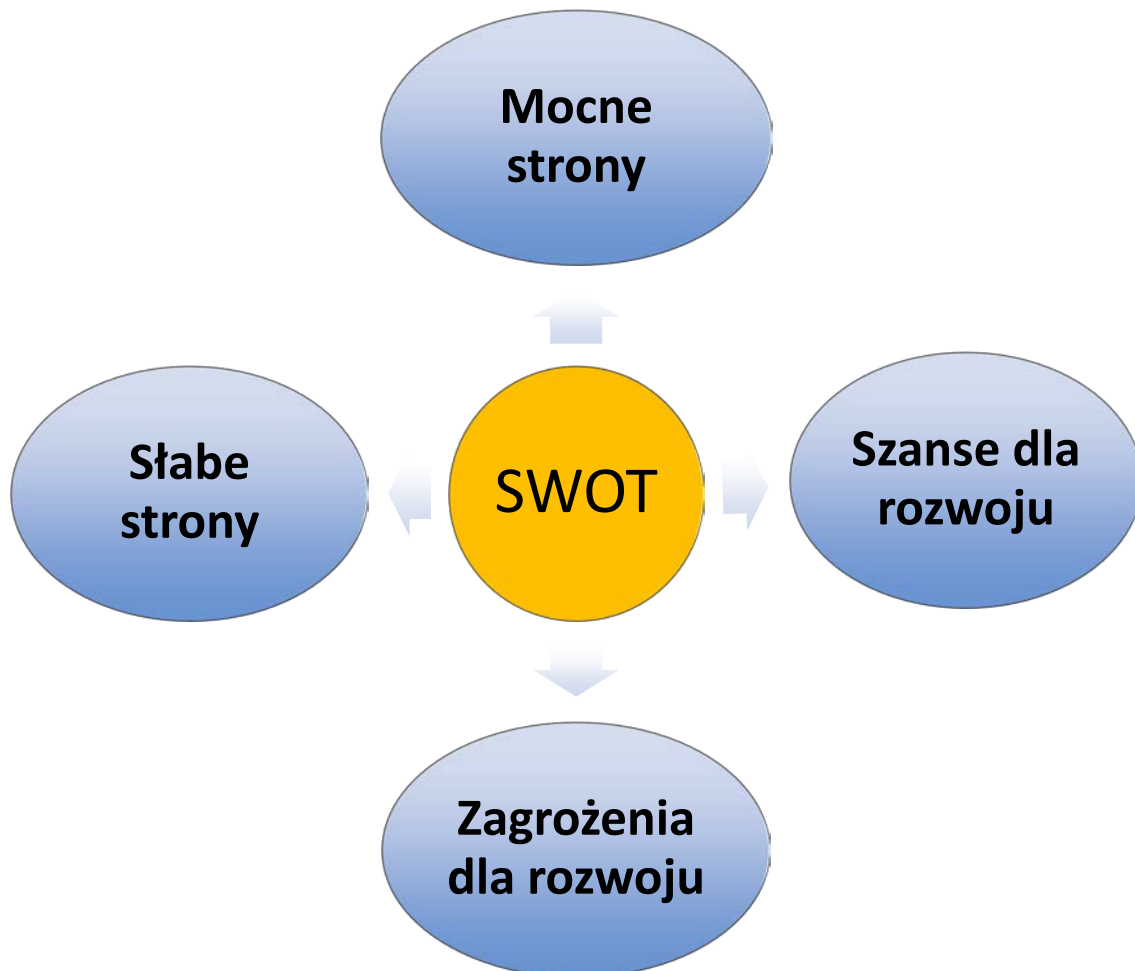 Mocne
strony
Słabe
strony
SWOT
Szanse dla
rozwoju
Zagrożenia
dla rozwoju